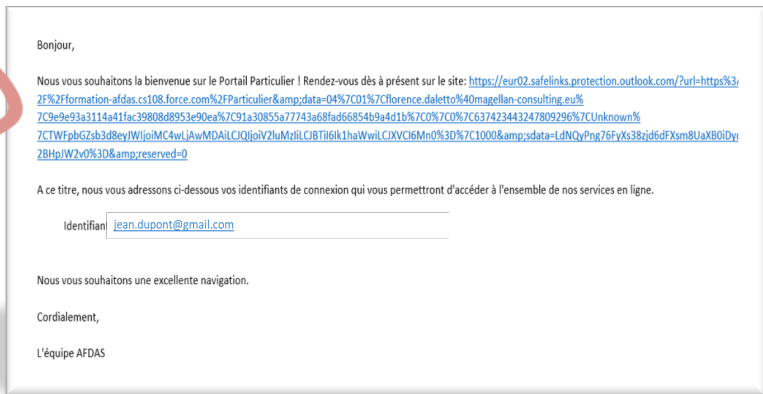 Bonjour,
Nous vous souhaitons la bienvenue sur le Portail Particulier ! Rendez-vous dès à présent sur le site: https://eur02.safelinks.protection.outlook.com/?url=https%3A
2F%2Fformation-afdas.cs108.force.com%2FParticulier&amp;data=04%7C01%7Cflorence.daletto%40magellan-consulting.eu%
7C9e9e93a3114a41fac39808d8953e90ea%7C91a30855a77743a68fad66854b9a4d1b%7C0%7C0%7C637423443247809296%7CUnknown%
7CTWFpbGZsb3d8eyJWIjoiMC4wLjAwMDAiLCJQIjoiV2luMzIiLCJBTiI6Ik1haWwiLCJXVCI6Mn0%3D%7C1000&amp;sdata=LdNQyPng76FyXs38zjd6dFXsm8UaXB0iDy
2BHpJW2v0%3D&amp;reserved=0
A ce titre, nous vous adressons ci-dessous vos identifiants de connexion qui vous permettront d'accéder à l'ensemble de nos services en ligne.
Identifian jean.dupont@gmail.com
Nous vous souhaitons une excellente navigation.
Cordialement,
L'équipe AFDAS